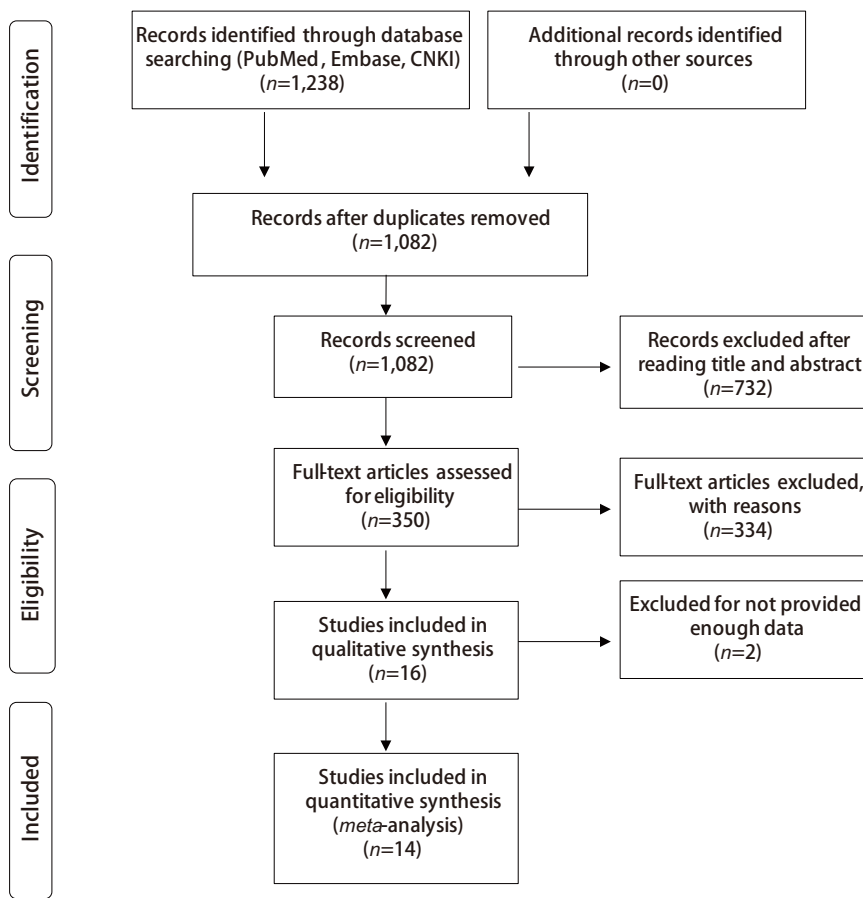 Identification
Records identified through database
searching (PubMed, Embase, CNKI)
(n=1,238)
Additional records identified
through other sources
(n=0)
Records after duplicates removed
(n=1,082)
Screening
Records screened
(n=1,082)
Records excluded after
reading title and abstract
(n=732)
Eligibility
Full-text articles assessed
for eligibility
(n=350)
Full-text articles excluded,
with reasons
(n=334)
Studies included in
qualitative synthesis
(n=16)
Excluded for not provided
enough data
(n=2)
Included
Studies included in
quantitative synthesis
(meta-analysis)
(n=14)